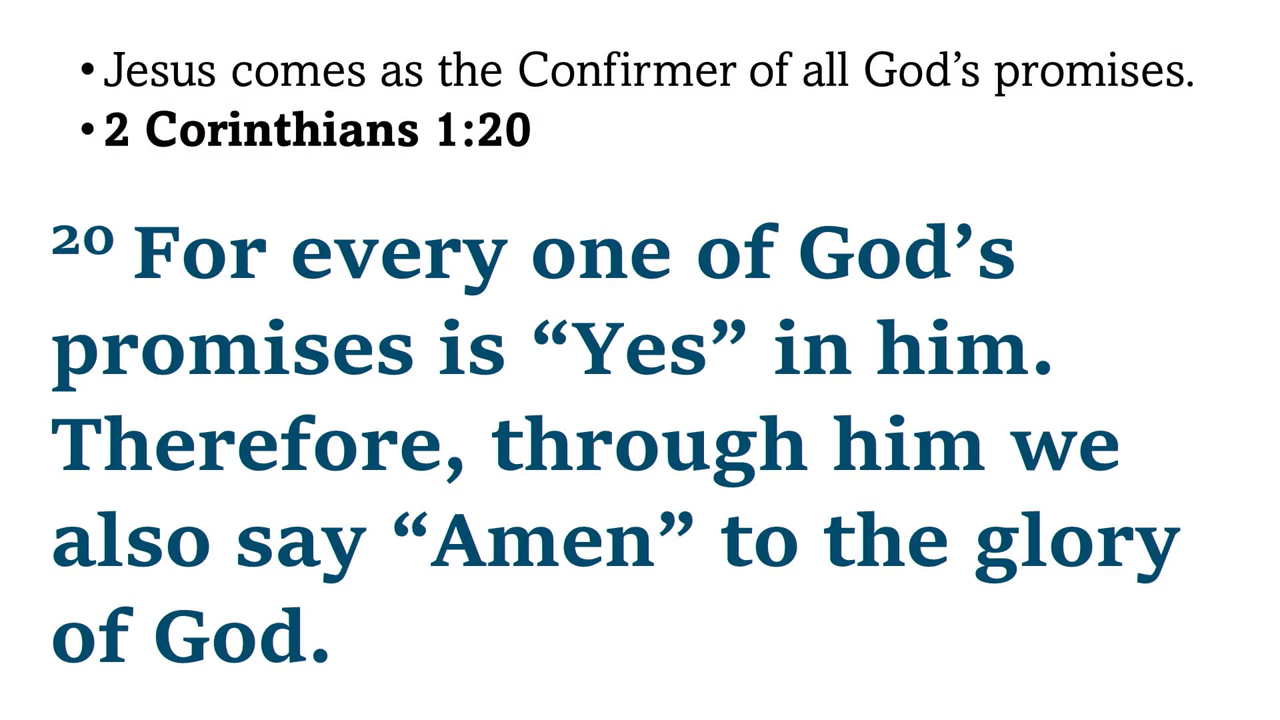 • Jesus comes as the Confirmer of all God’s promises.
• 2 Corinthians 1:20
20 For every one of God’s
promises is “Yes” in him.
Therefore, through him we
also say “Amen” to the glory
of God.